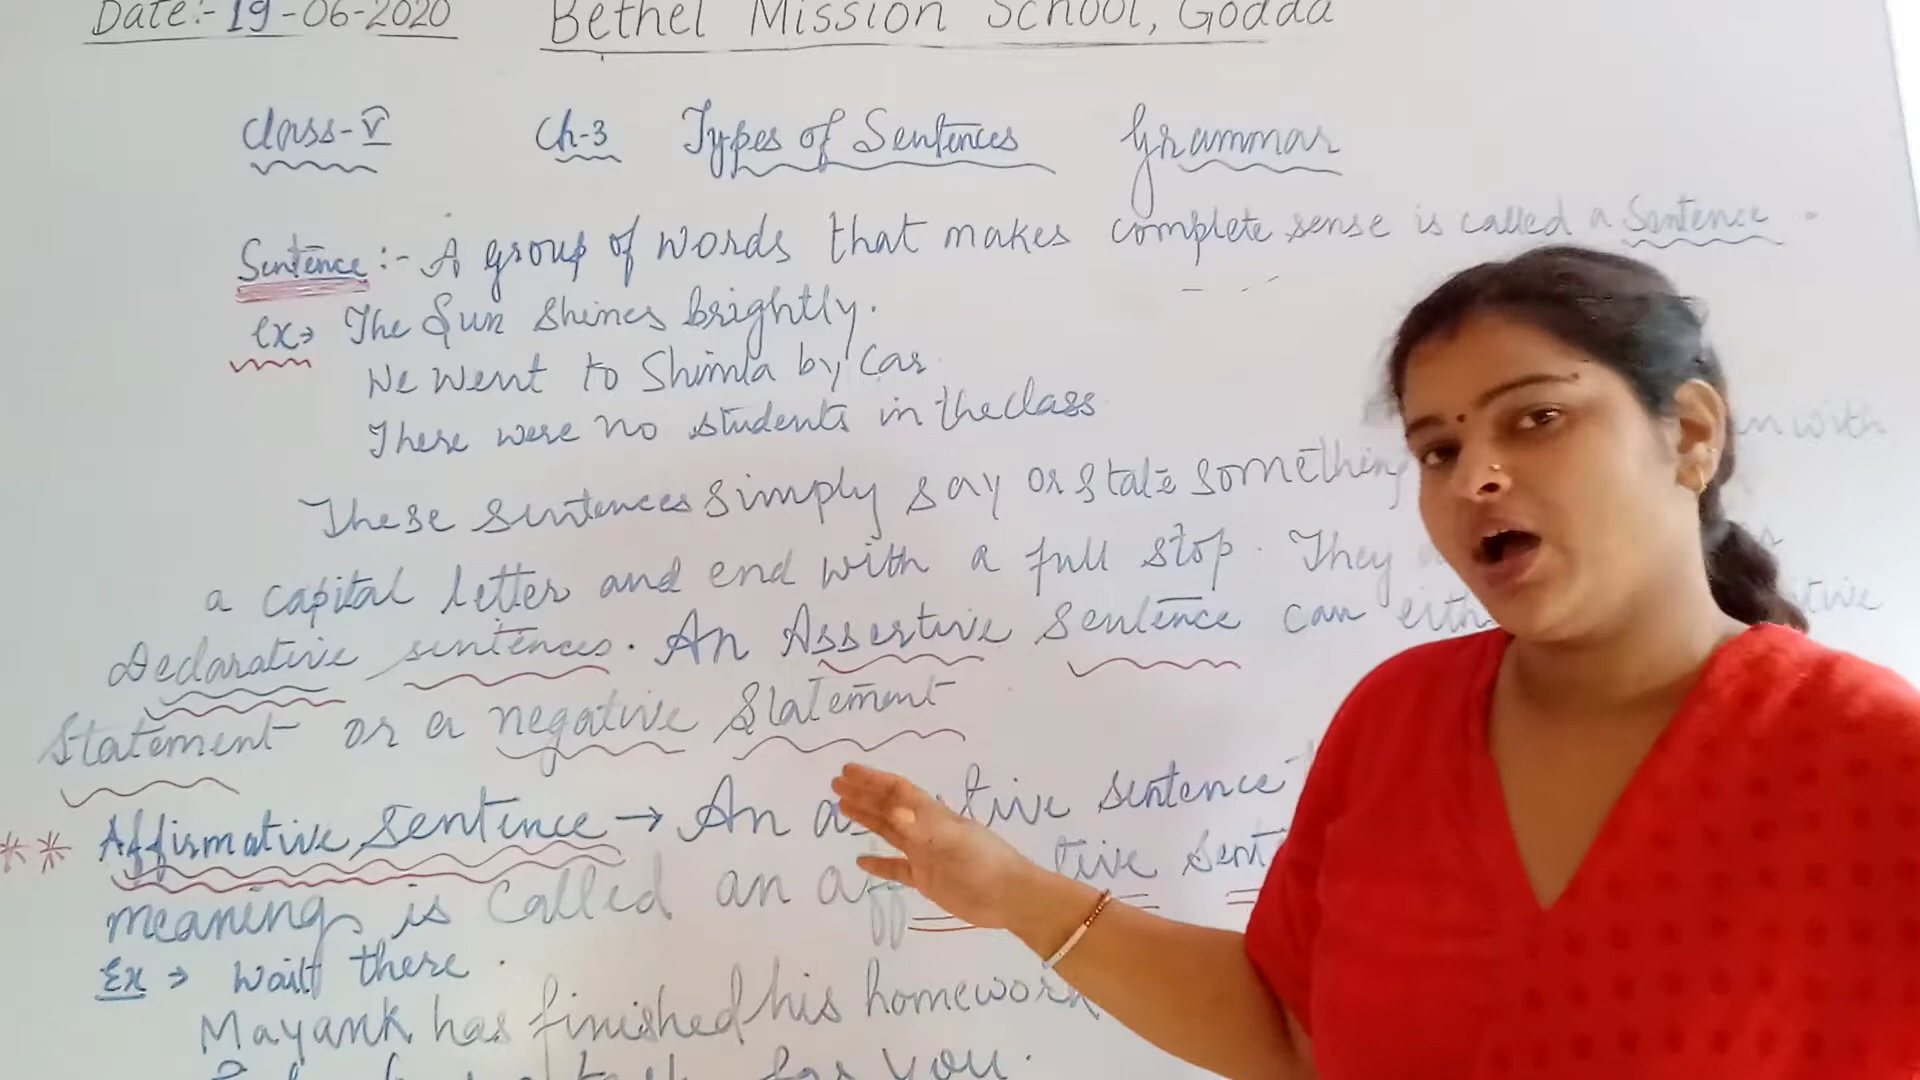 Date:- 19-06-2020 Bethel Mission School, Godda
Class-V Ch-3 Types of Sentences Grammar
Sentence :- A group of words that makes complete sense is called a Sentence.
Ex⇒ The Sun Shines brightly.
We went to Shimla by Car
There were no students in the class
These sentences simply say or state something with
a capital letter and end with a full stop. They
Declarative sentences. An Assertive Sentence can
Statement or a negative Statement
** Affirmative Sentence → An sentence
meaning is Called an
Ex ⇒ Wait there.
Mayank has finished his homework
for you.